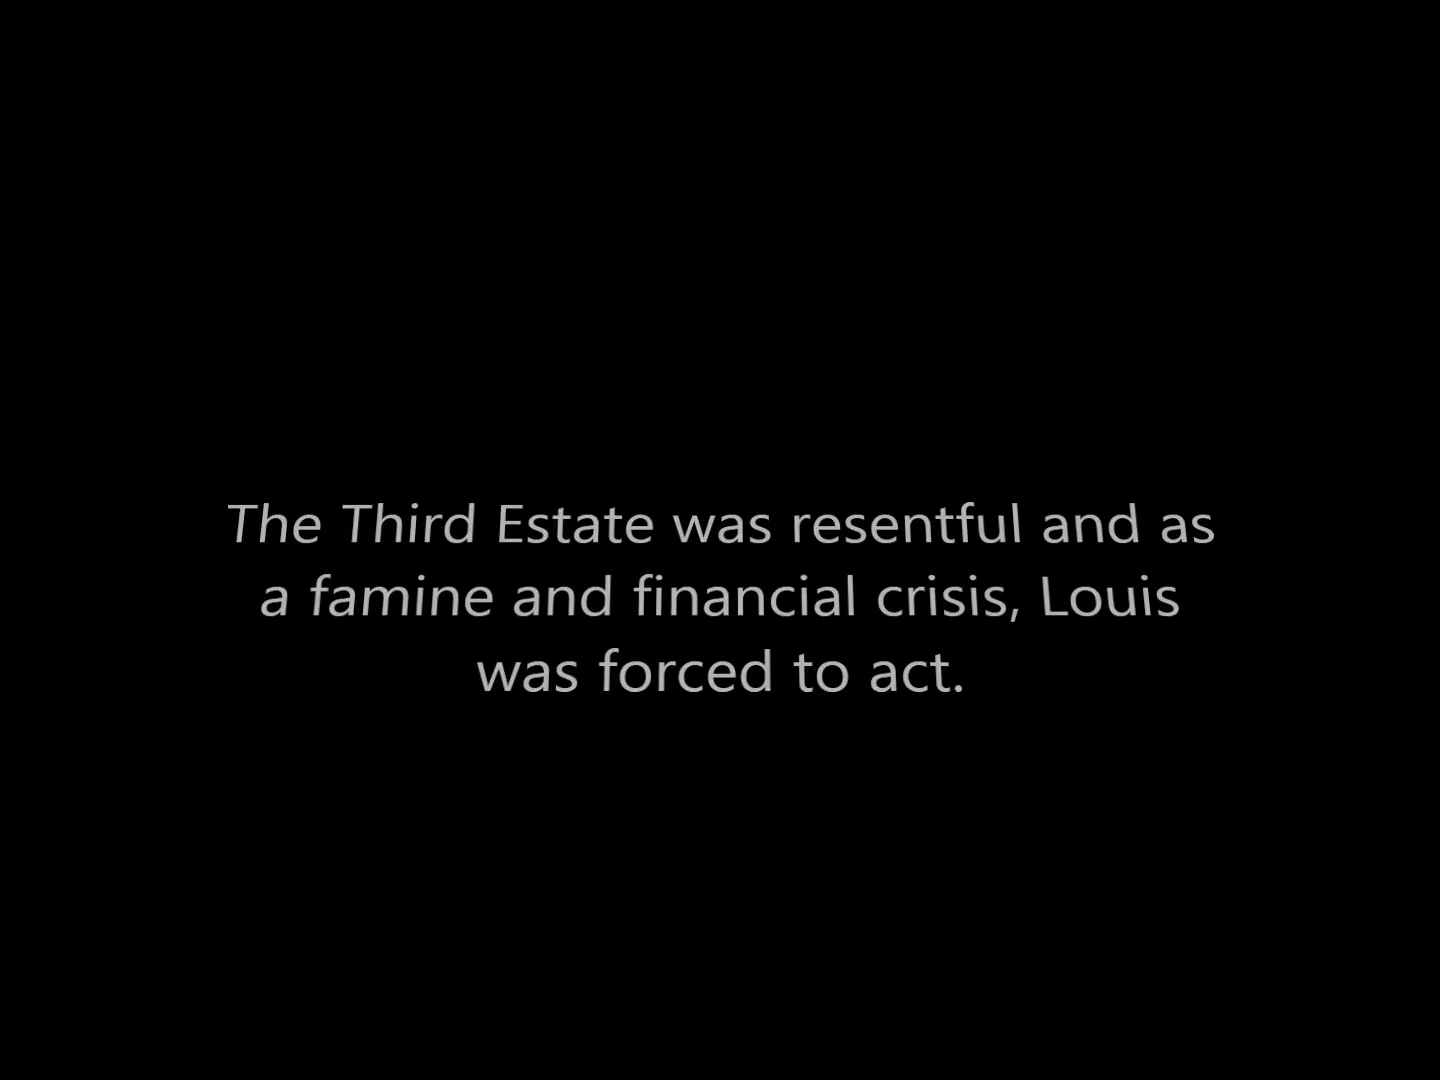 The Third Estate was resentful and as
a famine and financial crisis, Louis
was forced to act.